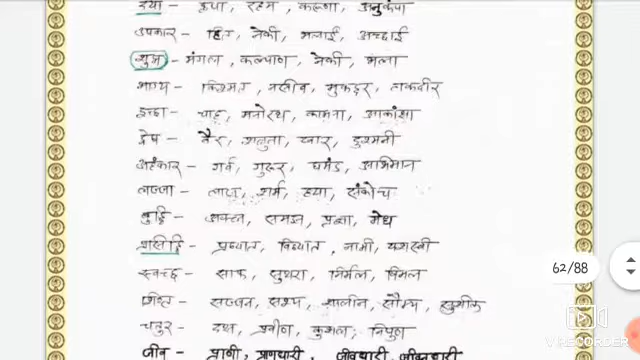 दया - कृपा, रहम, करुणा, अनुकंपा
उपकार - हित, नेकी, भलाई, अच्छाई
शुभ - मंगल, कल्याण, नेकी, भला
भाग्य - किस्मत, नसीब, मुकद्दर, तकदीर
इच्छा - चाह, मनोरथ, कामना, आकांक्षा
द्वेष - बैर, शत्रुता, खार, दुश्मनी
अहंकार - गर्व, गुरूर, घमंड, अभिमान
लज्जा - लाज, शर्म, हया, संकोच
बुद्धि - अक्ल, समझ, प्रज्ञा, मेधा
प्रसिद्धि - प्रख्यात, विख्यात, नामी, यशस्वी
स्वच्छ - साफ, सुथरा, निर्मल, विमल
62/88
शिष्ट - सज्जन, सभ्य, शालीन, सौम्य, सुशील
चतुर - दक्ष, प्रवीण, कुशल, निपुण
VIRECORDER
जीव - प्राणी, प्राणधारी, जीवधारी, जीवनधारी